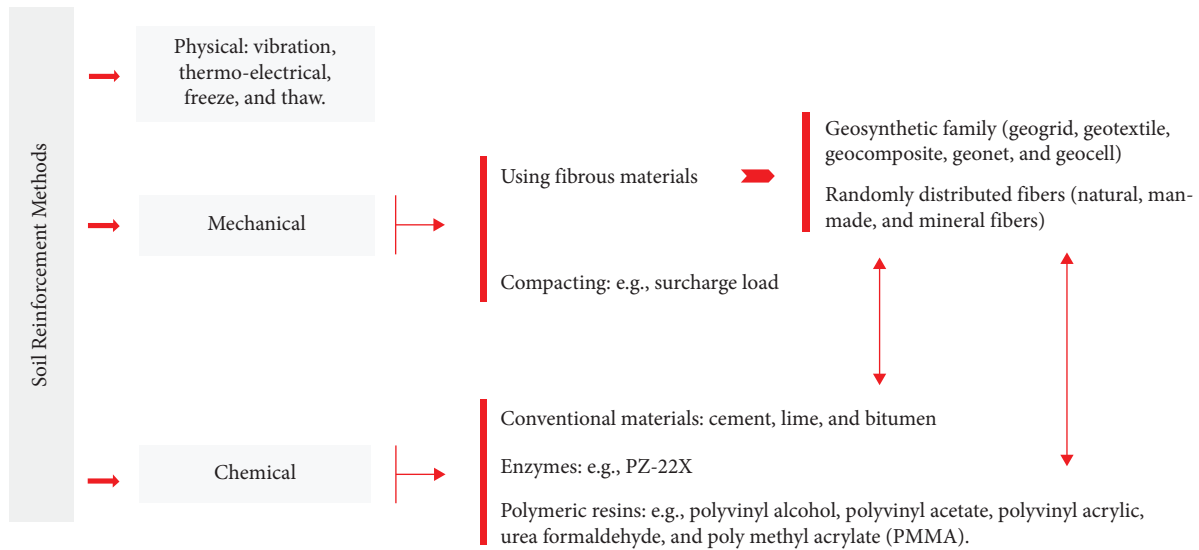 Soil Reinforcement Methods
Physical: vibration,
thermo-electrical,
freeze, and thaw.
Mechanical
Using fibrous materials
Compacting: e.g., surcharge load
Geosynthetic family (geogrid, geotextile,
geocomposite, geonet, and geocell)
Randomly distributed fibers (natural, man-
made, and mineral fibers)
Chemical
Conventional materials: cement, lime, and bitumen
Enzymes: e.g., PZ-22X
Polymeric resins: e.g., polyvinyl alcohol, polyvinyl acetate, polyvinyl acrylic,
urea formaldehyde, and poly methyl acrylate (PMMA).